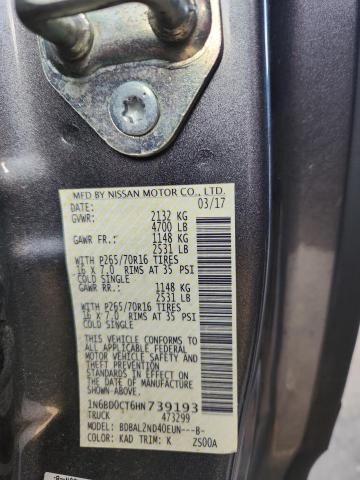 MFD BY NISSAN MOTOR CO., LTD.
DATE: 03/17
GVWR: 2132 KG
4700 LB
GAWR FR.: 1148 KG
2531 LB
WITH P265/70R16 TIRES
16 X 7.0 RIMS AT 35 PSI
COLD SINGLE
GAWR RR.: 1148 KG
2531 LB
WITH P265/70R16 TIRES
16 X 7.0 RIMS AT 35 PSI
COLD SINGLE
THIS VEHICLE CONFORMS TO
ALL APPLICABLE FEDERAL
MOTOR VEHICLE SAFETY AND
THEFT PREVENTION STANDARDS
IN EFFECT ON THE DATE OF
MANUFACTURE SHOWN ABOVE.
1N6BD0CT6HN739193
TRUCK 473299
MODEL: BDBAL2ND40EUN---B-
COLOR: KAD TRIM: K ZS00A